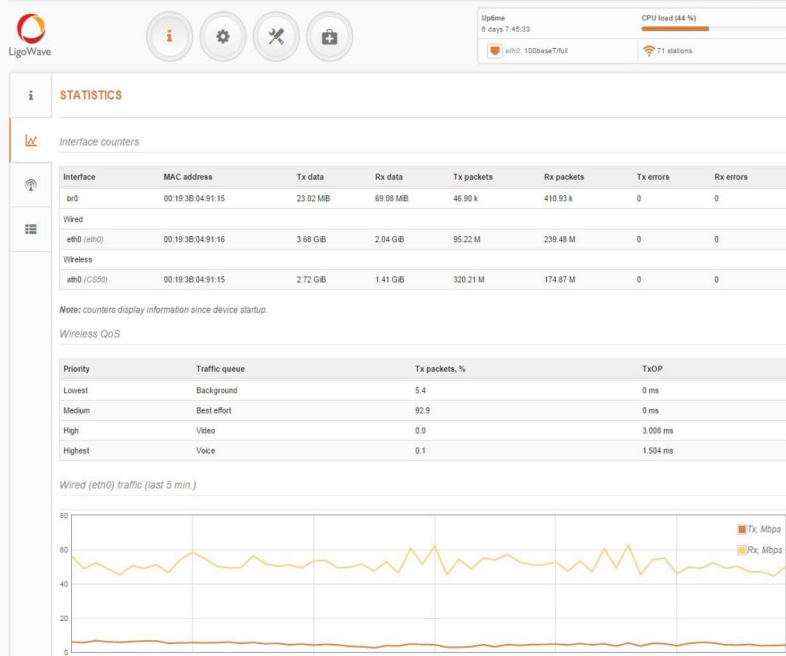 LigoWave
i
Uptime CPU load (44 %)
6 days 7:45:33
eth0: 100baseT/full 71 stations
i STATISTICS
Interface counters
Interface MAC address Tx data Rx data Tx packets Rx packets Tx errors Rx errors
br0 00:19:3B:04:91:15 23.02 MiB 69.08 MiB 46.90 k 410.93 k 0 0
Wired
eth0 (eth0) 00:19:3B:04:91:16 3.68 GiB 2.04 GiB 95.22 M 239.48 M 0 0
Wireless
ath0 (CS50) 00:19:3B:04:91:15 2.72 GiB 1.41 GiB 320.21 M 174.87 M 0 0
Note: counters display information since device startup.
Wireless QoS
Priority Traffic queue Tx packets, % TxOP
Lowest Background 5.4 0 ms
Medium Best effort 92.9 0 ms
High Video 0.0 3.008 ms
Highest Voice 0.1 1.504 ms
Wired (eth0) traffic (last 5 min.)
80
Tx, Mbps
60 Rx, Mbps
40
20
0